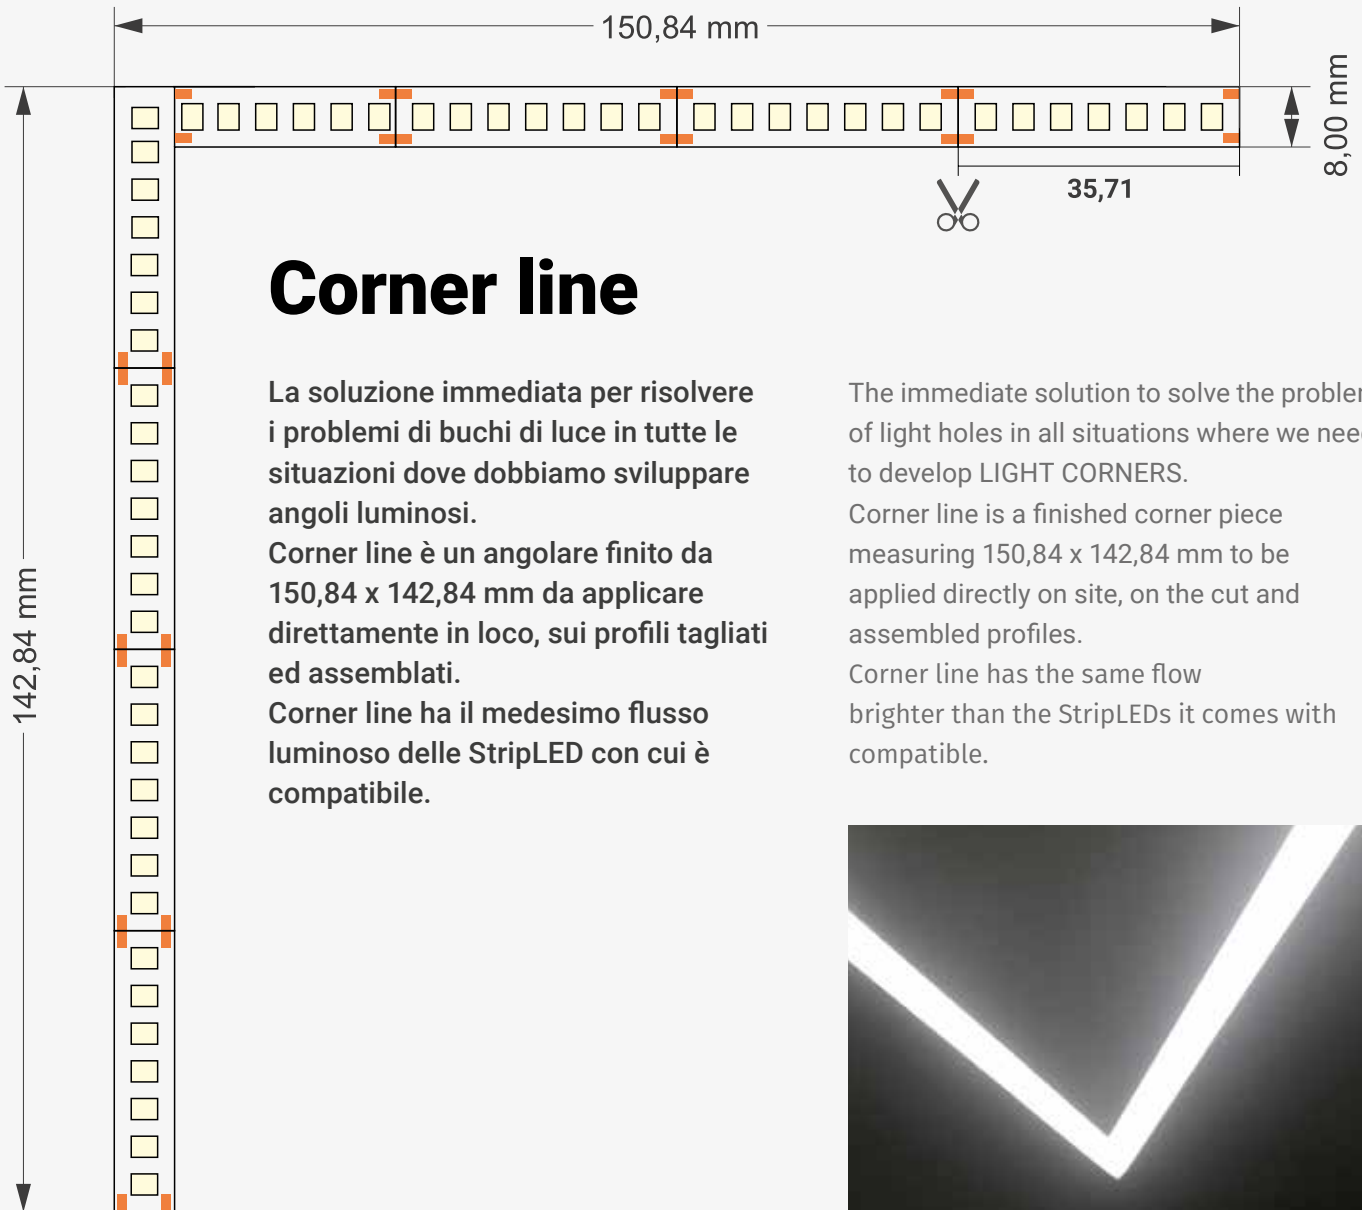 150,84 mm
8,00 mm
35,71
142,84 mm
Corner line
La soluzione immediata per risolvere
i problemi di buchi di luce in tutte le
situazioni dove dobbiamo sviluppare
angoli luminosi.
Corner line è un angolare finito da
150,84 x 142,84 mm da applicare
direttamente in loco, sui profili tagliati
ed assemblati.
Corner line ha il medesimo flusso
luminoso delle StripLED con cui è
compatibile.
The immediate solution to solve the
of light holes in all situations where we
to develop LIGHT CORNERS.
Corner line is a finished corner piece
measuring 150,84 x 142,84 mm to be
applied directly on site, on the cut and
assembled profiles.
Corner line has the same flow
brighter than the StripLEDs it comes with
compatible.